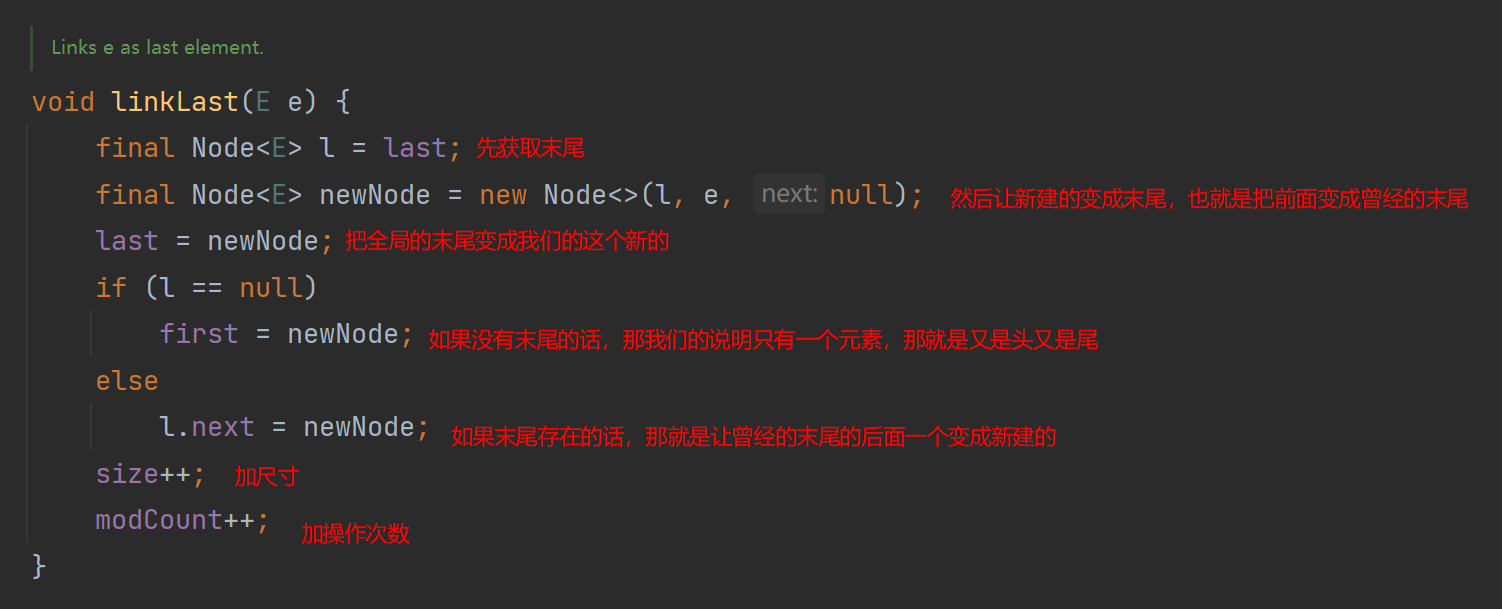 Links e as last element.
void linkLast(E e) {
final Node<E> l = last; 先获取末尾
final Node<E> newNode = new Node<>(l, e, next: null); 然后让新建的变成末尾，也就是把前面变成曾经的末尾
last = newNode; 把全局的末尾变成我们的这个新的
if (l == null)
first = newNode; 如果没有末尾的话，那我们的说明只有一个元素，那就是又是头又是尾
else
l.next = newNode; 如果末尾存在的话，那就是让曾经的末尾的后面一个变成新建的
size++; 加尺寸
modCount++; 加操作次数
}